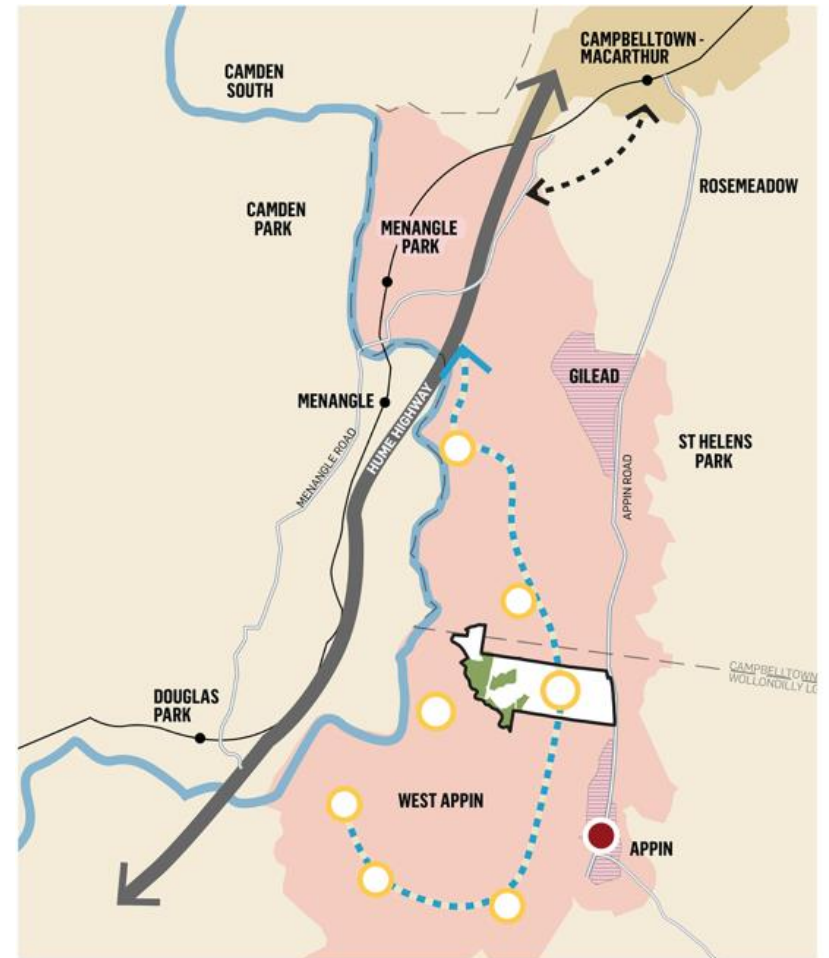 CAMPBELLTOWN -
MACARTHUR
CAMDEN
SOUTH
ROSEMEADOW
CAMDEN
PARK
MENANGLE
PARK
GILEAD
MENANGLE
HUME HIGHWAY
MENANGLE ROAD
ST HELENS
PARK
APPIN ROAD
CAMPBELLTOWN
WOLLONDILLY
DOUGLAS
PARK
WEST APPIN
APPIN